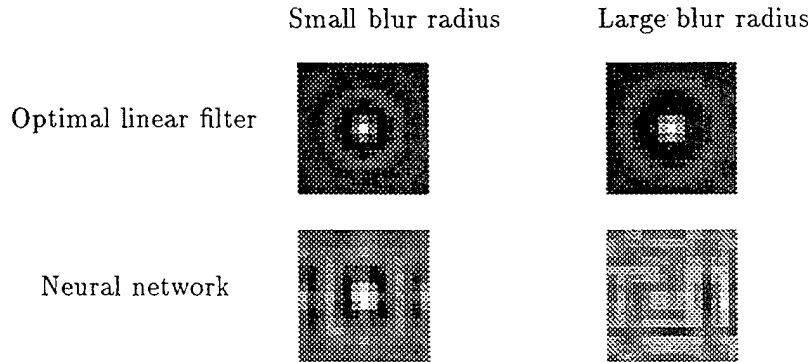 Small blur radius
Large blur radius
Optimal linear filter
Neural network